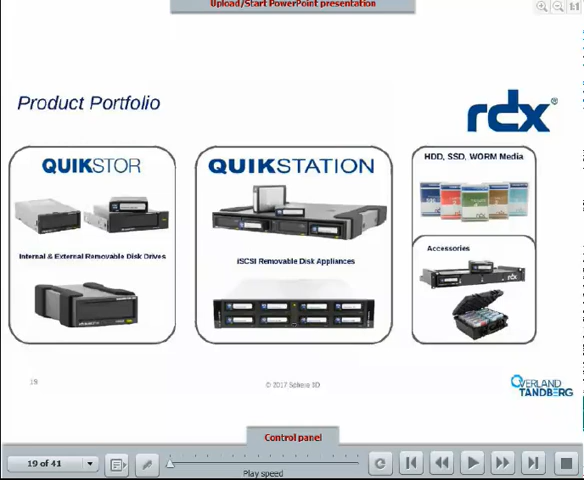 Upload/Start PowerPoint presentation
Product Portfolio
rdx®
QUIKSTOR
Internal & External Removable Disk Drives
QUIKSTATION
iSCSI Removable Disk Appliances
HDD, SSD, WORM Media
Accessories
rdx
19
© 2017 Sphere 3D
OVERLAND
TANDBERG
Control panel
19 of 41
Play speed